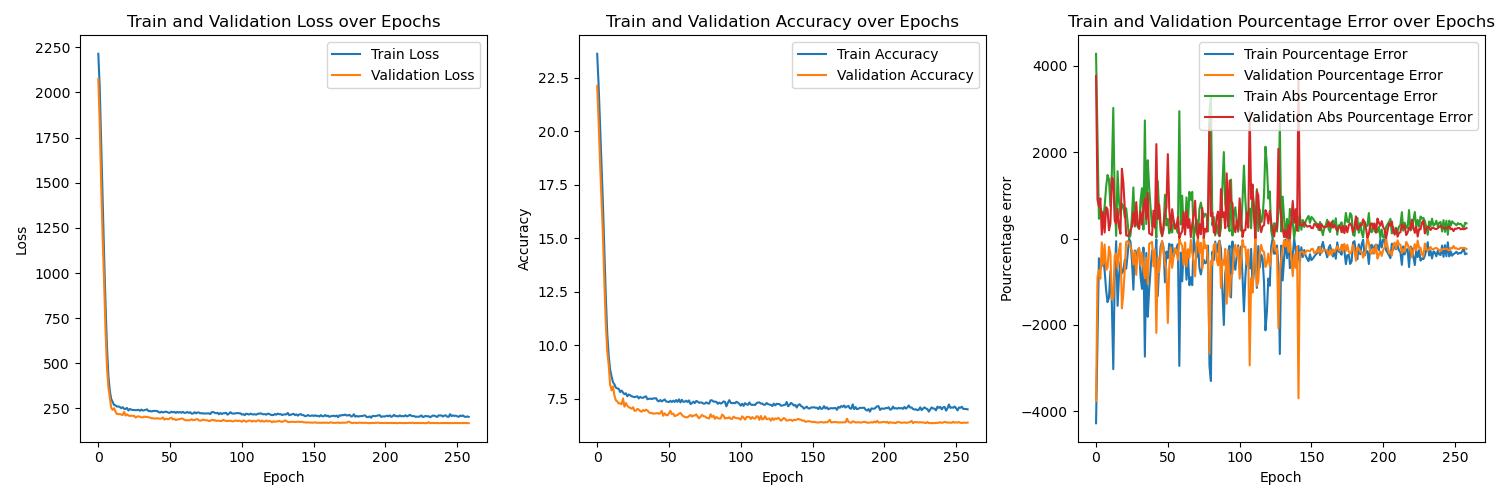 Train and Validation Loss over Epochs
2250
2000
1750
1500
1250
1000
750
500
250
Loss
0
50
100
150
200
250
Epoch
Train Loss
Validation Loss
Train and Validation Accuracy over Epochs
22.5
20.0
17.5
15.0
12.5
10.0
7.5
Accuracy
0
50
100
150
200
250
Epoch
Train Accuracy
Validation Accuracy
Train and Validation Pourcentage Error over Epochs
4000
2000
0
−2000
−4000
Pourcentage error
0
50
100
150
200
250
Epoch
Train Pourcentage Error
Validation Pourcentage Error
Train Abs Pourcentage Error
Validation Abs Pourcentage Error